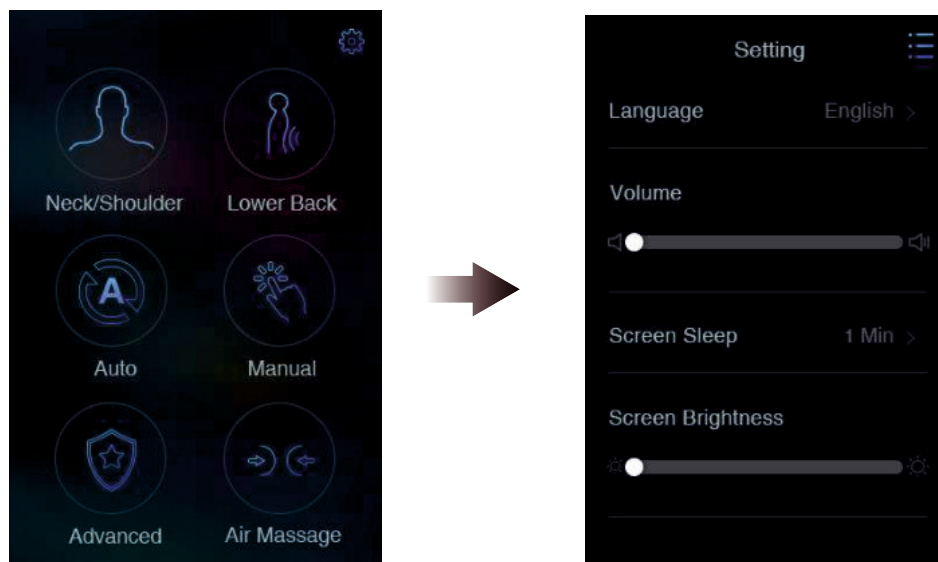 Neck/Shoulder Lower Back
A
Auto Manual
Advanced Air Massage
Setting
Language English >
Volume
Screen Sleep 1 Min >
Screen Brightness